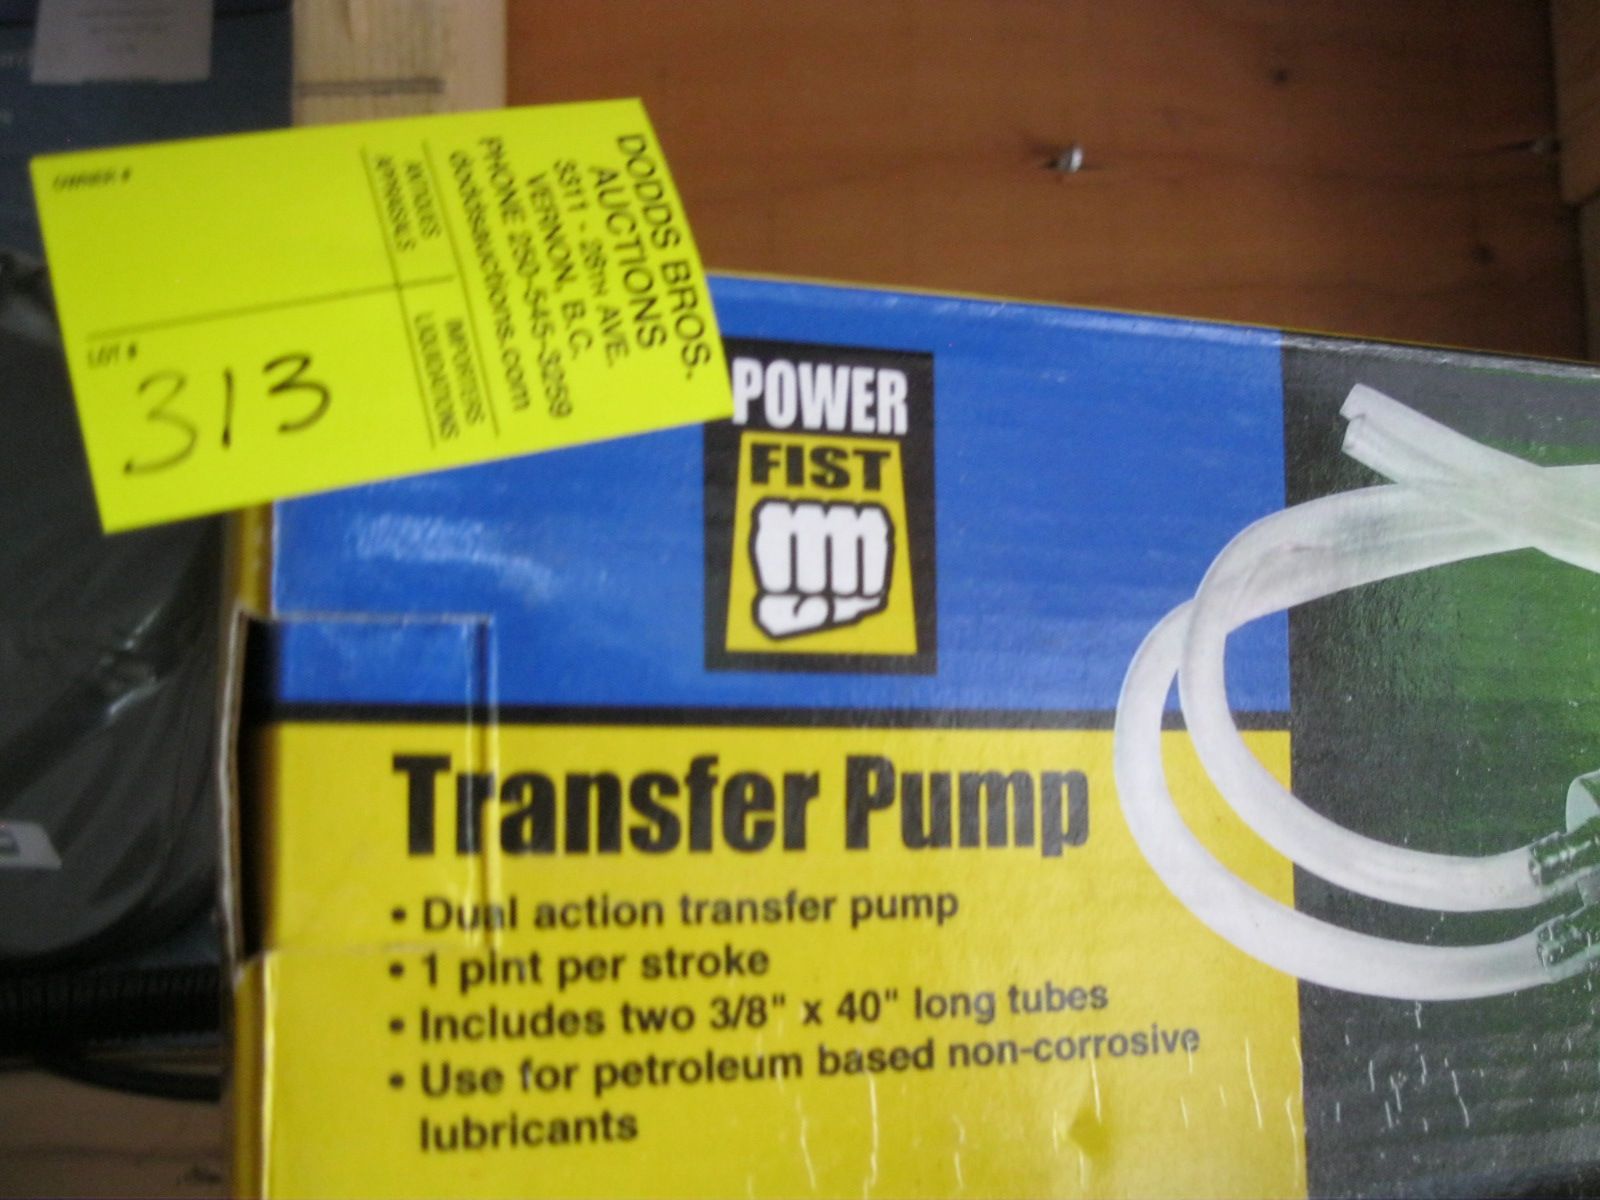 DODDS BROS.
AUCTIONS
3311 - 28TH AVE.
VERNON, B.C.
PHONE 250-545-3259
doddsauctions.com
ANTIQUES
APPRAISALS
IMPORTERS
LIQUIDATIONS
OWNER #
LOT #
313
POWER
FIST
Transfer Pump
• Dual action transfer pump
• 1 pint per stroke
• Includes two 3/8" x 40" long tubes
• Use for petroleum based non-corrosive
lubricants